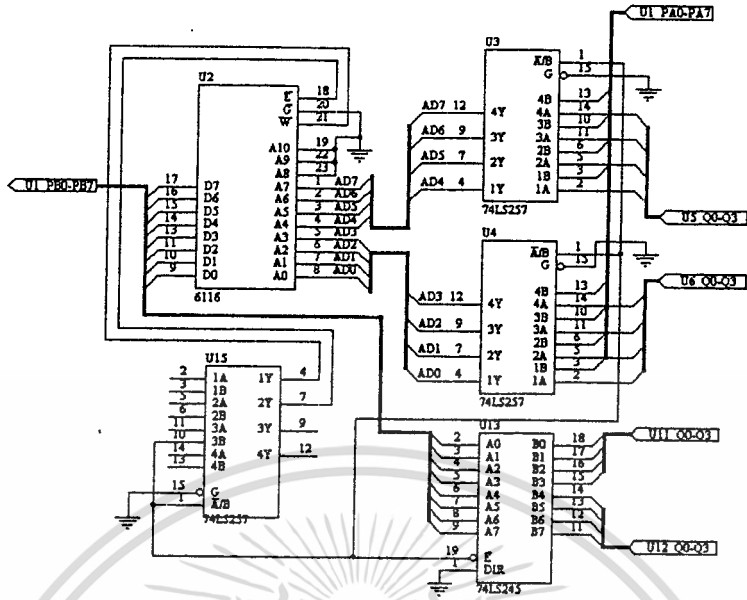 U1 PA0-PA7
U3
A/B 1
G 15
4B 13
4A 14
3B 10
3A 11
2B 6
2A 5
1B 3
1A 2
AD7 12 4Y
AD6 9 3Y
AD5 7 2Y
AD4 4 1Y
74LS257
U5 Q0-Q3
U2
E 18
G 20
W 21
A10 19
A9 22
A8 23
A7 1 AD7
A6 2 AD6
A5 3 AD5
A4 4 AD4
A3 5 AD3
A2 6 AD2
A1 7 AD1
A0 8 AD0
17 D7
16 D6
15 D5
14 D4
13 D3
11 D2
10 D1
9 D0
6116
U1 PB0-PB7
U4
A/B 1
G 15
4B 13
4A 14
3B 10
3A 11
2B 6
2A 5
1B 3
1A 2
AD3 12 4Y
AD2 9 3Y
AD1 7 2Y
AD0 4 1Y
74LS257
U6 Q0-Q3
U15
2 1A 1Y 4
3 1B
5 2A 2Y 7
6 2B
11 3A 3Y 9
10 3B
14 4A 4Y 12
13 4B
15 G
1 A/B
74LS257
U13
2 A0 B0 18
3 A1 B1 17
4 A2 B2 16
5 A3 B3 15
6 A4 B4 14
7 A5 B5 13
8 A6 B6 12
9 A7 B7 11
19 E
1 DIR
74LS245
U11 Q0-Q3
U12 Q0-Q3